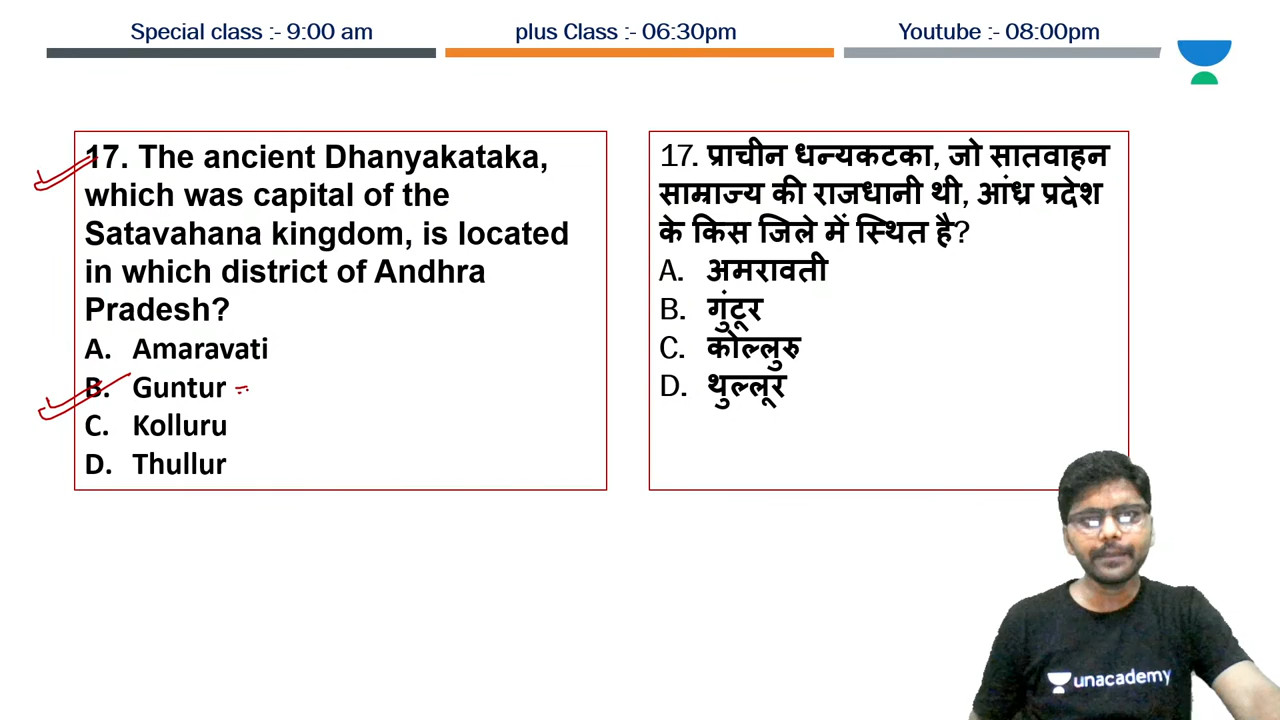 Special class :- 9:00 am
plus Class :- 06:30pm
Youtube :- 08:00pm
17. The ancient Dhanyakataka,
which was capital of the
Satavahana kingdom, is located
in which district of Andhra
Pradesh?
A. Amaravati
B. Guntur
C. Kolluru
D. Thullur
17. प्राचीन धन्यकटका, जो सातवाहन
साम्राज्य की राजधानी थी, आंध्र प्रदेश
के किस जिले में स्थित है?
A. अमरावती
B. गुंटूर
C. कोल्लुरु
D. थुल्लूर
unacademy